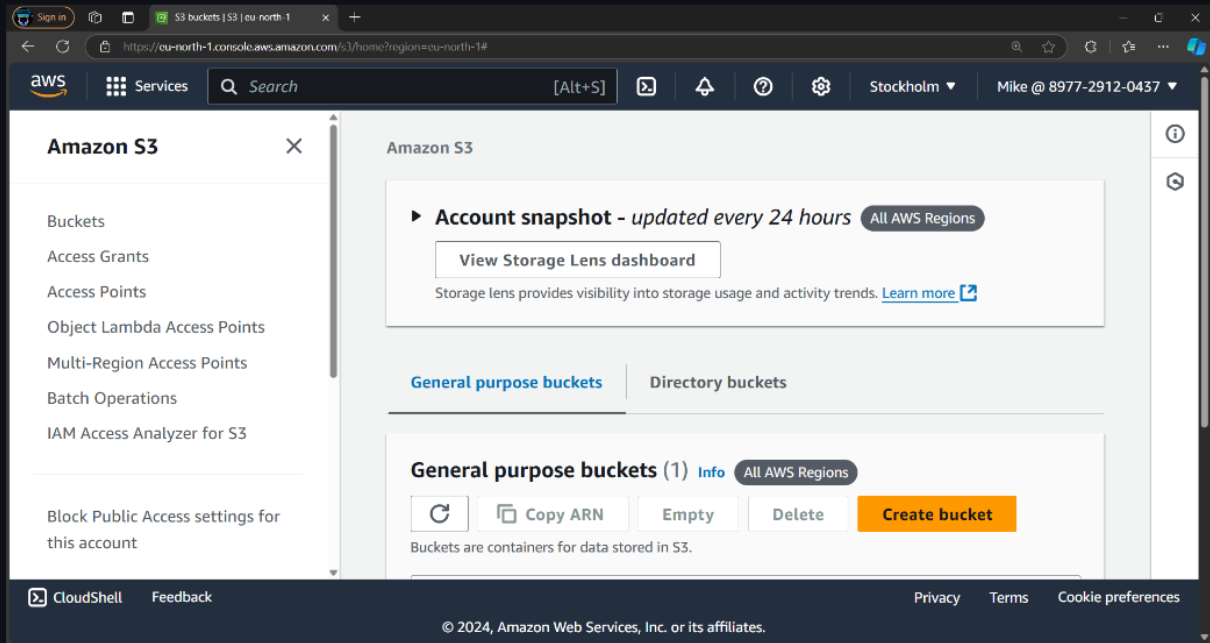 Sign in
S3 buckets | S3 | eu-north-1
https://eu-north-1.console.aws.amazon.com/s3/home?region=eu-north-1#
aws Services Search [Alt+S] Stockholm Mike @ 8977-2912-0437
Amazon S3
Buckets
Access Grants
Access Points
Object Lambda Access Points
Multi-Region Access Points
Batch Operations
IAM Access Analyzer for S3
Block Public Access settings for
this account
Amazon S3
Account snapshot - updated every 24 hours All AWS Regions
View Storage Lens dashboard
Storage lens provides visibility into storage usage and activity trends. Learn more
General purpose buckets Directory buckets
General purpose buckets (1) Info All AWS Regions
Copy ARN Empty Delete Create bucket
Buckets are containers for data stored in S3.
CloudShell Feedback Privacy Terms Cookie preferences
© 2024, Amazon Web Services, Inc. or its affiliates.